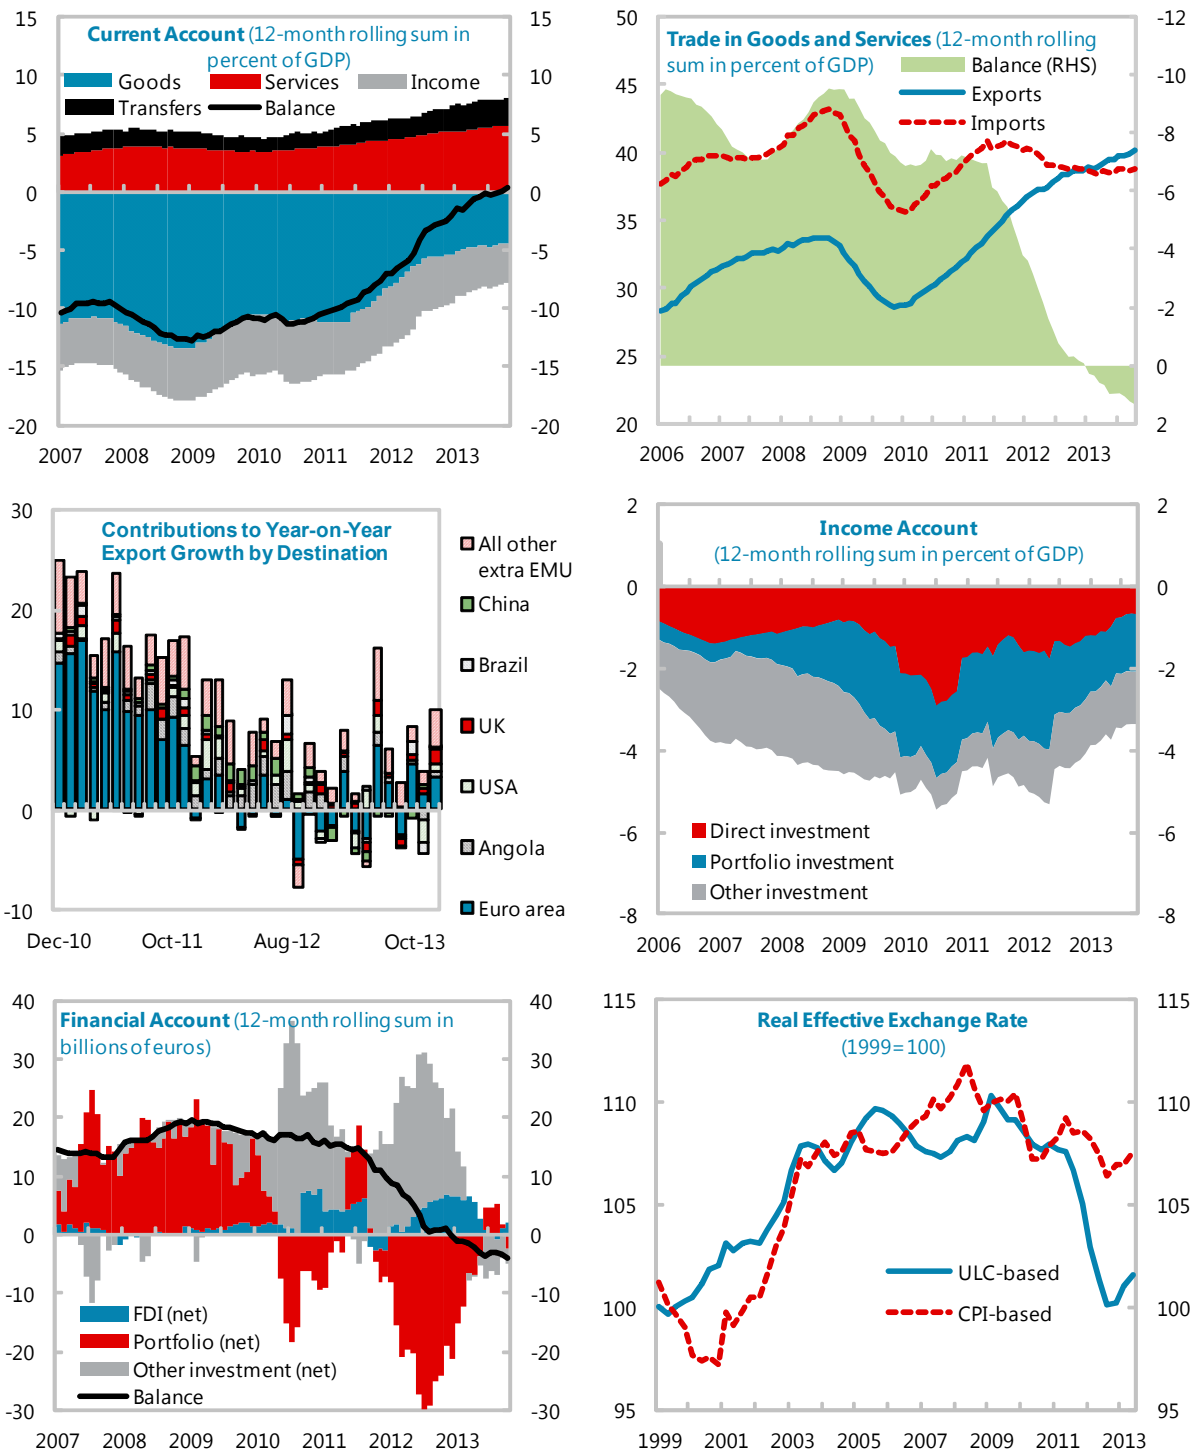 Current Account (12-month rolling sum in
percent of GDP)
Goods
Services
Income
Transfers
Balance
15
10
5
0
-5
-10
-15
-20
15
10
5
0
-5
-10
-15
-20
2007 2008 2009 2010 2011 2012 2013
Trade in Goods and Services (12-month rolling
sum in percent of GDP)
Balance (RHS)
Exports
Imports
50
45
40
35
30
25
20
-12
-10
-8
-6
-4
-2
0
2
2006 2007 2008 2009 2010 2011 2012 2013
Contributions to Year-on-Year
Export Growth by Destination
30
20
10
0
-10
Dec-10 Oct-11 Aug-12 Oct-13
All other
extra EMU
China
Brazil
UK
USA
Angola
Euro area
Income Account
(12-month rolling sum in percent of GDP)
2
0
-2
-4
-6
-8
2
0
-2
-4
-6
-8
Direct investment
Portfolio investment
Other investment
2006 2007 2008 2009 2010 2011 2012 2013
Financial Account (12-month rolling sum in
billions of euros)
40
30
20
10
0
-10
-20
-30
40
30
20
10
0
-10
-20
-30
FDI (net)
Portfolio (net)
Other investment (net)
Balance
2007 2008 2009 2010 2011 2012 2013
Real Effective Exchange Rate
(1999=100)
115
110
105
100
95
115
110
105
100
95
ULC-based
CPI-based
1999 2001 2003 2005 2007 2009 2011 2013